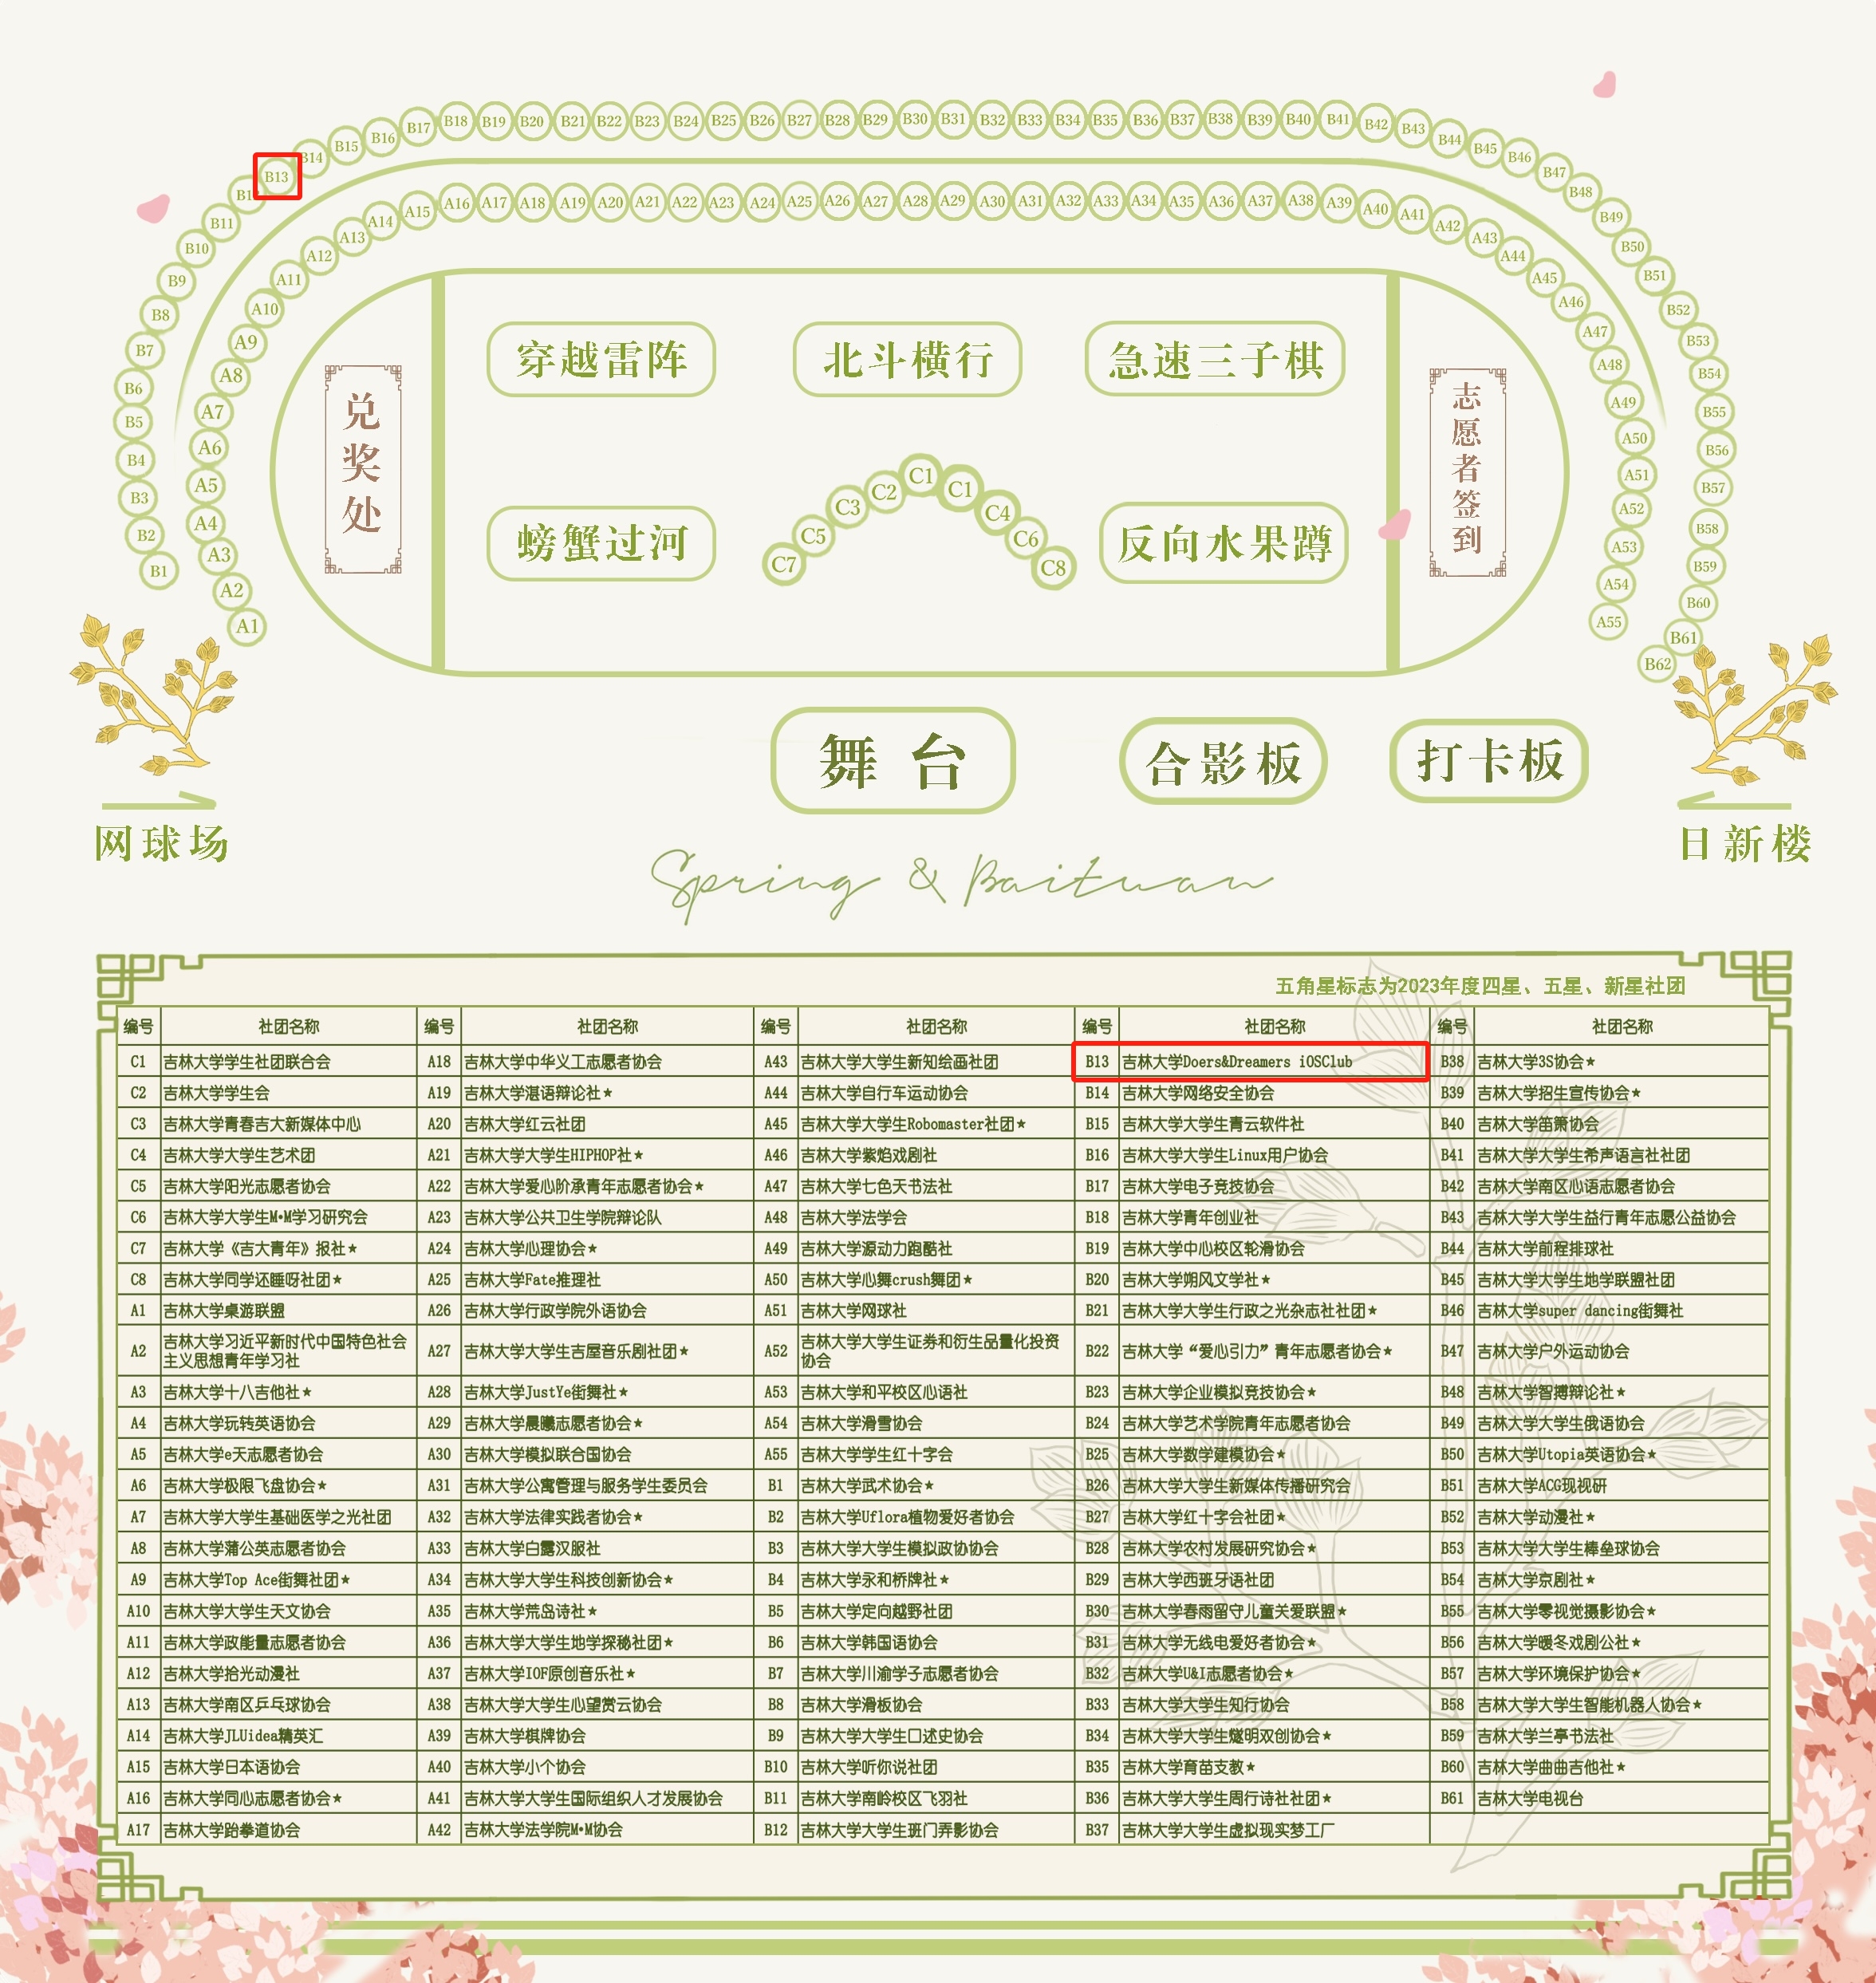 B18 B19 B20 B21 B22 B23 B24 B25 B26 B27 B28 B29 B30 B31 B32 B33 B34 B35 B36 B37 B38 B39 B40 B41 B42 B43 B44 B45 B46 B47 B48 B49 B50 B51 B52 B53 B54 B55 B56 B57 B58 B59 B60 B61 B62
B17
B16
B15
B14
B13
B11
B10
B9
B8
B7
B6
B5
B4
B3
B2
B1
A16 A17 A18 A19 A20 A21 A22 A23 A24 A25 A26 A27 A28 A29 A30 A31 A32 A33 A34 A35 A36 A37 A38 A39 A40 A41 A42 A43 A44 A45 A46 A47 A48 A49 A50 A51 A52 A53 A54 A55
A15
A14
A13
A12
A11
A10
A9
A8
A7
A6
A5
A4
A3
A2
A1
穿越雷阵 北斗横行 急速三子棋
兑奖处
志愿者签到
螃蟹过河
C7 C5 C3 C2 C1 C1 C4 C6 C8
反向水果蹲
舞 台 合影板 打卡板
网球场 日新楼
Spring & Baituan
五角星标志为2023年度四星、五星、新星社团
编号 社团名称 编号 社团名称 编号 社团名称 编号 社团名称 编号 社团名称
C1 吉林大学学生社团联合会 A18 吉林大学中华义工志愿者协会 A43 吉林大学大学生新知绘画社团 B13 吉林大学Doers&Dreamers iOSClub B38 吉林大学3S协会★
C2 吉林大学学生会 A19 吉林大学湛语辩论社★ A44 吉林大学自行车运动协会 B14 吉林大学网络安全协会 B39 吉林大学招生宣传协会★
C3 吉林大学青春吉大新媒体中心 A20 吉林大学红云社团 A45 吉林大学大学生Robomaster社团★ B15 吉林大学大学生青云软件社 B40 吉林大学笛箫协会
C4 吉林大学大学生艺术团 A21 吉林大学大学生HIPHOP社★ A46 吉林大学紫焰戏剧社 B16 吉林大学大学生Linux用户协会 B41 吉林大学大学生希声语言社社团
C5 吉林大学阳光志愿者协会 A22 吉林大学爱心阶承青年志愿者协会★ A47 吉林大学七色天书法社 B17 吉林大学电子竞技协会 B42 吉林大学南区心语志愿者协会
C6 吉林大学大学生M•M学习研究会 A23 吉林大学公共卫生学院辩论队 A48 吉林大学法学会 B18 吉林大学青年创业社 B43 吉林大学大学生益行青年志愿公益协会
C7 吉林大学《吉大青年》报社★ A24 吉林大学心理协会★ A49 吉林大学源动力跑酷社 B19 吉林大学中心校区轮滑协会 B44 吉林大学前程排球社
C8 吉林大学同学还睡呀社团★ A25 吉林大学Fate推理社 A50 吉林大学心舞crush舞团★ B20 吉林大学朔风文学社★ B45 吉林大学大学生地学联盟社团
A1 吉林大学桌游联盟 A26 吉林大学行政学院外语协会 A51 吉林大学网球社 B21 吉林大学大学生行政之光杂志社社团★ B46 吉林大学super dancing街舞社
A2 吉林大学习近平新时代中国特色社会主义思想青年学习社 A27 吉林大学大学生吉屋音乐剧社团★ A52 吉林大学大学生证券和衍生品量化投资协会 B22 吉林大学“爱心引力”青年志愿者协会★ B47 吉林大学户外运动协会
A3 吉林大学十八吉他社★ A28 吉林大学JustYe街舞社★ A53 吉林大学和平校区心语社 B23 吉林大学企业模拟竞技协会★ B48 吉林大学智搏辩论社★
A4 吉林大学玩转英语协会 A29 吉林大学晨曦志愿者协会★ A54 吉林大学滑雪协会 B24 吉林大学艺术学院青年志愿者协会 B49 吉林大学大学生俄语协会
A5 吉林大学e天志愿者协会 A30 吉林大学模拟联合国协会 A55 吉林大学学生红十字会 B25 吉林大学数学建模协会★ B50 吉林大学Utopia英语协会★
A6 吉林大学极限飞盘协会★ A31 吉林大学公寓管理与服务学生委员会 B1 吉林大学武术协会★ B26 吉林大学大学生新媒体传播研究会 B51 吉林大学ACG现视研
A7 吉林大学大学生基础医学之光社团 A32 吉林大学法律实践者协会★ B2 吉林大学Uflora植物爱好者协会 B27 吉林大学红十字会社团★ B52 吉林大学动漫社★
A8 吉林大学蒲公英志愿者协会 A33 吉林大学白露汉服社 B3 吉林大学大学生模拟政协协会 B28 吉林大学农村发展研究协会★ B53 吉林大学大学生棒垒球协会
A9 吉林大学Top Ace街舞社团★ A34 吉林大学大学生科技创新协会★ B4 吉林大学永和桥牌社★ B29 吉林大学西班牙语社团 B54 吉林大学京剧社★
A10 吉林大学大学生天文协会 A35 吉林大学荒岛诗社★ B5 吉林大学定向越野社团 B30 吉林大学春雨留守儿童关爱联盟★ B55 吉林大学零视觉摄影协会★
A11 吉林大学政能量志愿者协会 A36 吉林大学大学生地学探秘社团★ B6 吉林大学韩国语协会 B31 吉林大学无线电爱好者协会★ B56 吉林大学暖冬戏剧公社★
A12 吉林大学拾光动漫社 A37 吉林大学IOF原创音乐社★ B7 吉林大学川渝学子志愿者协会 B32 吉林大学U&I志愿者协会★ B57 吉林大学环境保护协会★
A13 吉林大学南区乒乓球协会 A38 吉林大学大学生心望赏云协会 B8 吉林大学滑板协会 B33 吉林大学大学生知行协会 B58 吉林大学大学生智能机器人协会★
A14 吉林大学JLUidea精英汇 A39 吉林大学棋牌协会 B9 吉林大学大学生口述史协会 B34 吉林大学大学生燧明双创协会★ B59 吉林大学兰亭书法社
A15 吉林大学日本语协会 A40 吉林大学小个协会 B10 吉林大学听你说社团 B35 吉林大学育苗支教★ B60 吉林大学曲曲吉他社★
A16 吉林大学同心志愿者协会★ A41 吉林大学大学生国际组织人才发展协会 B11 吉林大学南岭校区飞羽社 B36 吉林大学大学生周行诗社社团★ B61 吉林大学电视台
A17 吉林大学跆拳道协会 A42 吉林大学法学院M•M协会 B12 吉林大学大学生班门弄影协会 B37 吉林大学大学生虚拟现实梦工厂